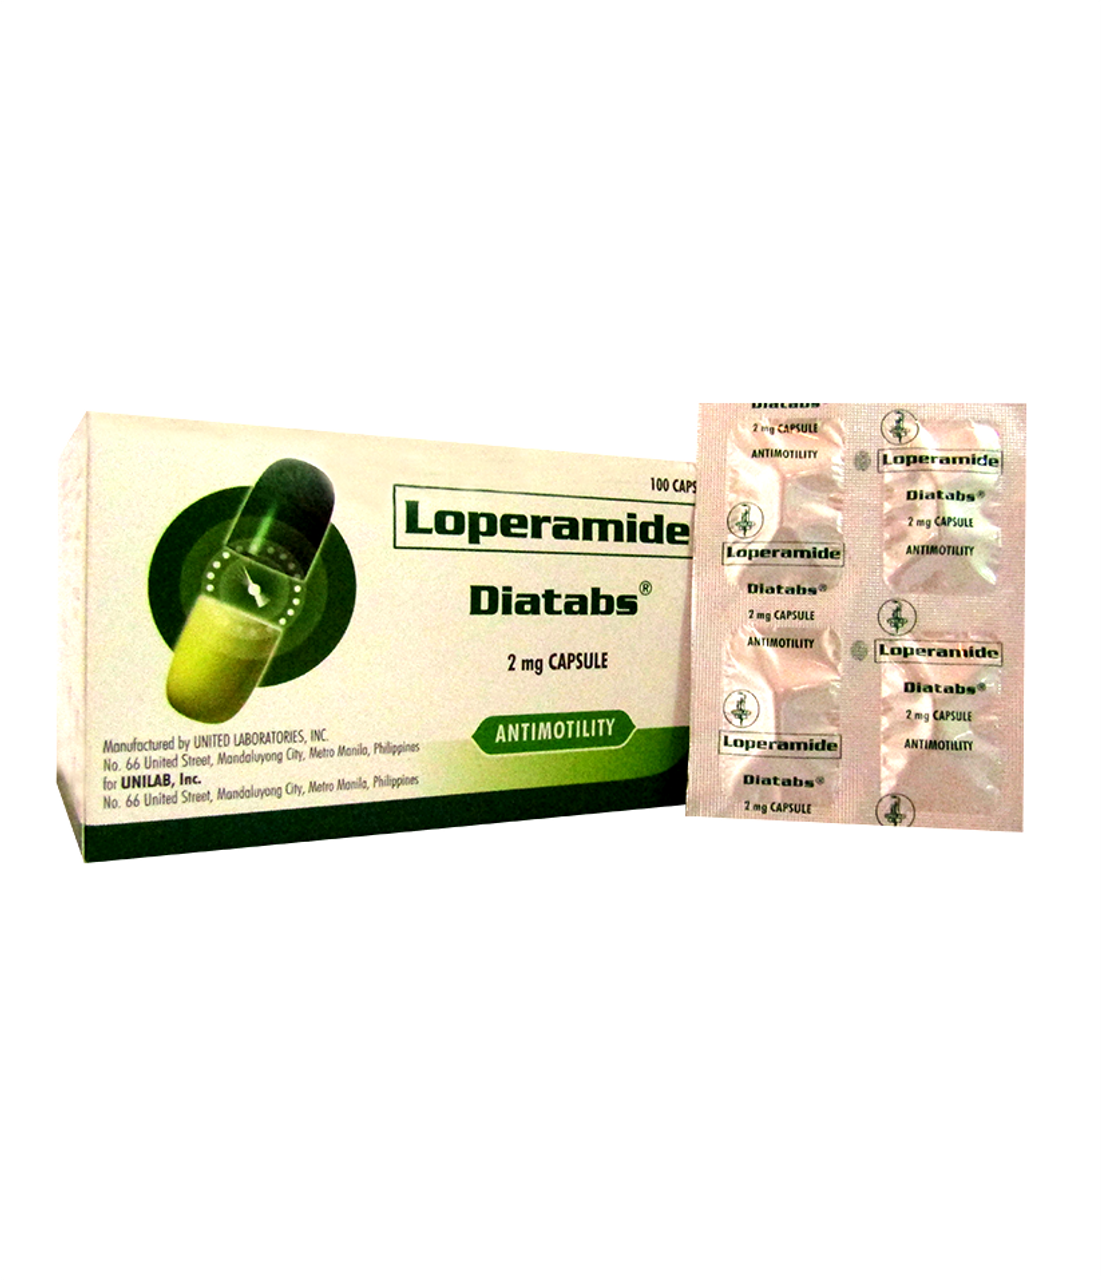 100 CAPS
Loperamide
Diatabs®
2 mg CAPSULE
ANTIMOTILITY
Manufactured by UNITED LABORATORIES, INC.
No. 66 United Street, Mandaluyong City, Metro Manila, Philippines
for UNILAB, Inc.
No. 66 United Street, Mandaluyong City, Metro Manila, Philippines
Diatabs
2 mg CAPSULE
ANTIMOTILITY
Loperamide
Diatabs®
2 mg CAPSULE
ANTIMOTILITY
Loperamide
Diatabs®
2 mg CAPSULE
Loperamide
Diatabs®
2 mg CAPSULE
ANTIMOTILITY
Loperamide
Diatabs®
2 mg CAPSULE
ANTIMOTILITY